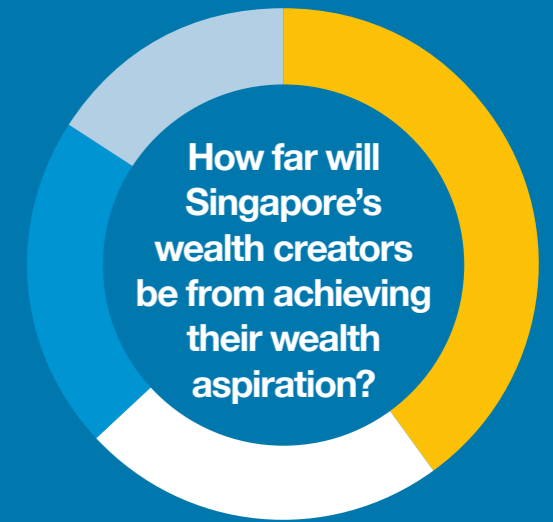 How far will
Singapore’s
wealth creators
be from achieving
their wealth
aspiration?